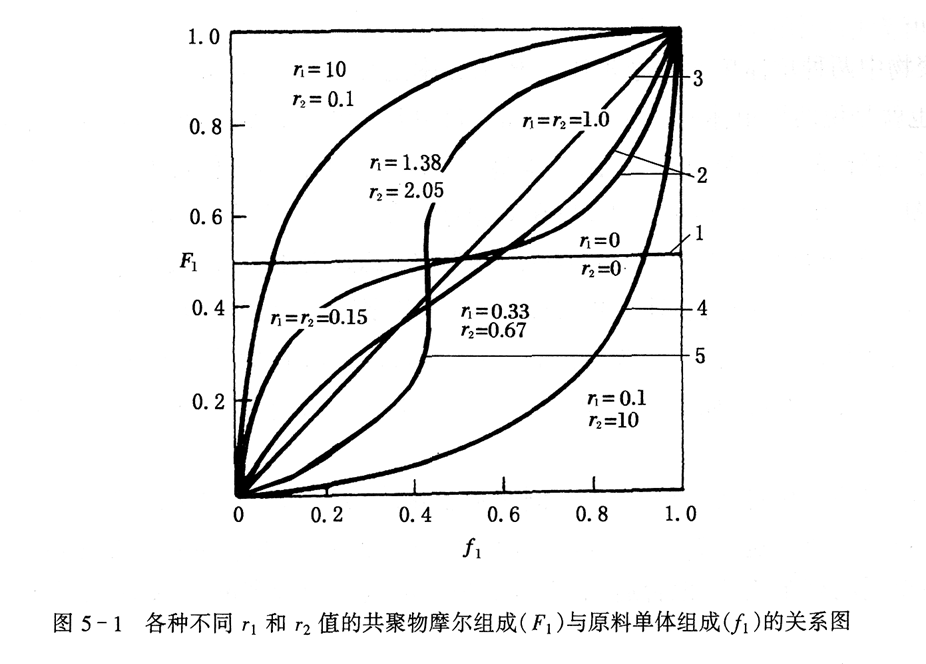 1.0
r₁=10
r₂=0.1
3
0.8
r₁=r₂=1.0
r₁=1.38
r₂=2.05
2
0.6
1
r₁=0
r₂=0
F₁
0.4
r₁=r₂=0.15
r₁=0.33
r₂=0.67
4
5
0.2
r₁=0.1
r₂=10
0 0.2 0.4 0.6 0.8 1.0
f₁
图 5-1 各种不同 r₁ 和 r₂ 值的共聚物摩尔组成(F₁)与原料单体组成(f₁)的关系图